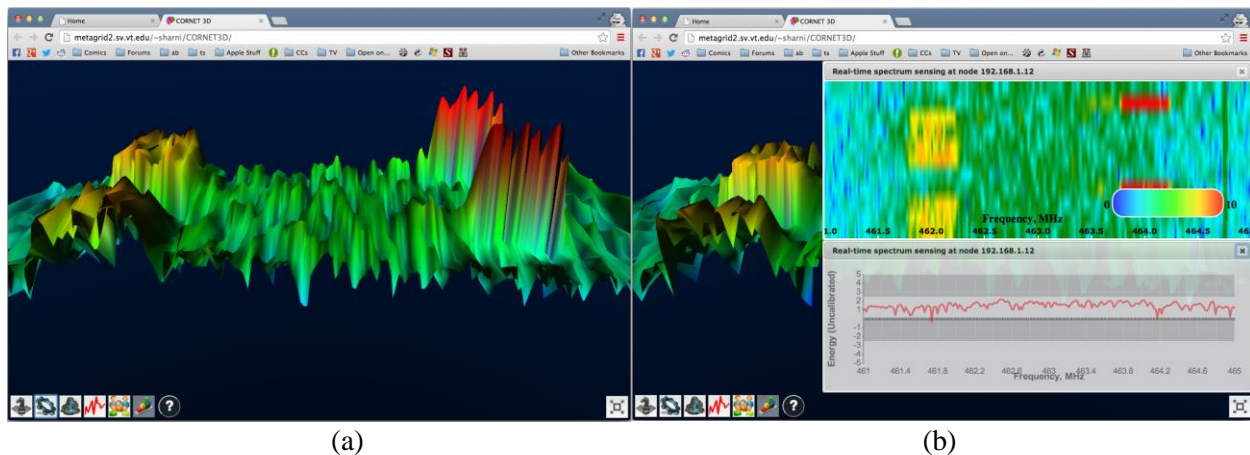 Home
CORNET 3D
metagrid2.sv.vt.edu/~sharni/CORNET3D/
Comics Forums ab ts Apple Stuff CCs TV Open on... Other Bookmarks
(a)
Home
CORNET 3D
metagrid2.sv.vt.edu/~sharni/CORNET3D/
Comics Forums ab ts Apple Stuff CCs TV Open on... Other Bookmarks
Real-time spectrum sensing at node 192.168.1.12
0 10
Frequency, MHz
1.0 461.5 462.0 462.5 463.0 463.5 464.0 464.5
Real-time spectrum sensing at node 192.168.1.12
Energy (Uncalibrated)
5
4
3
2
1
0
-1
-2
-3
-4
-5
461 461.4 461.8 462.2 462.6 463 463.4 463.8 464.2 464.6 465
Frequency, MHz
(b)